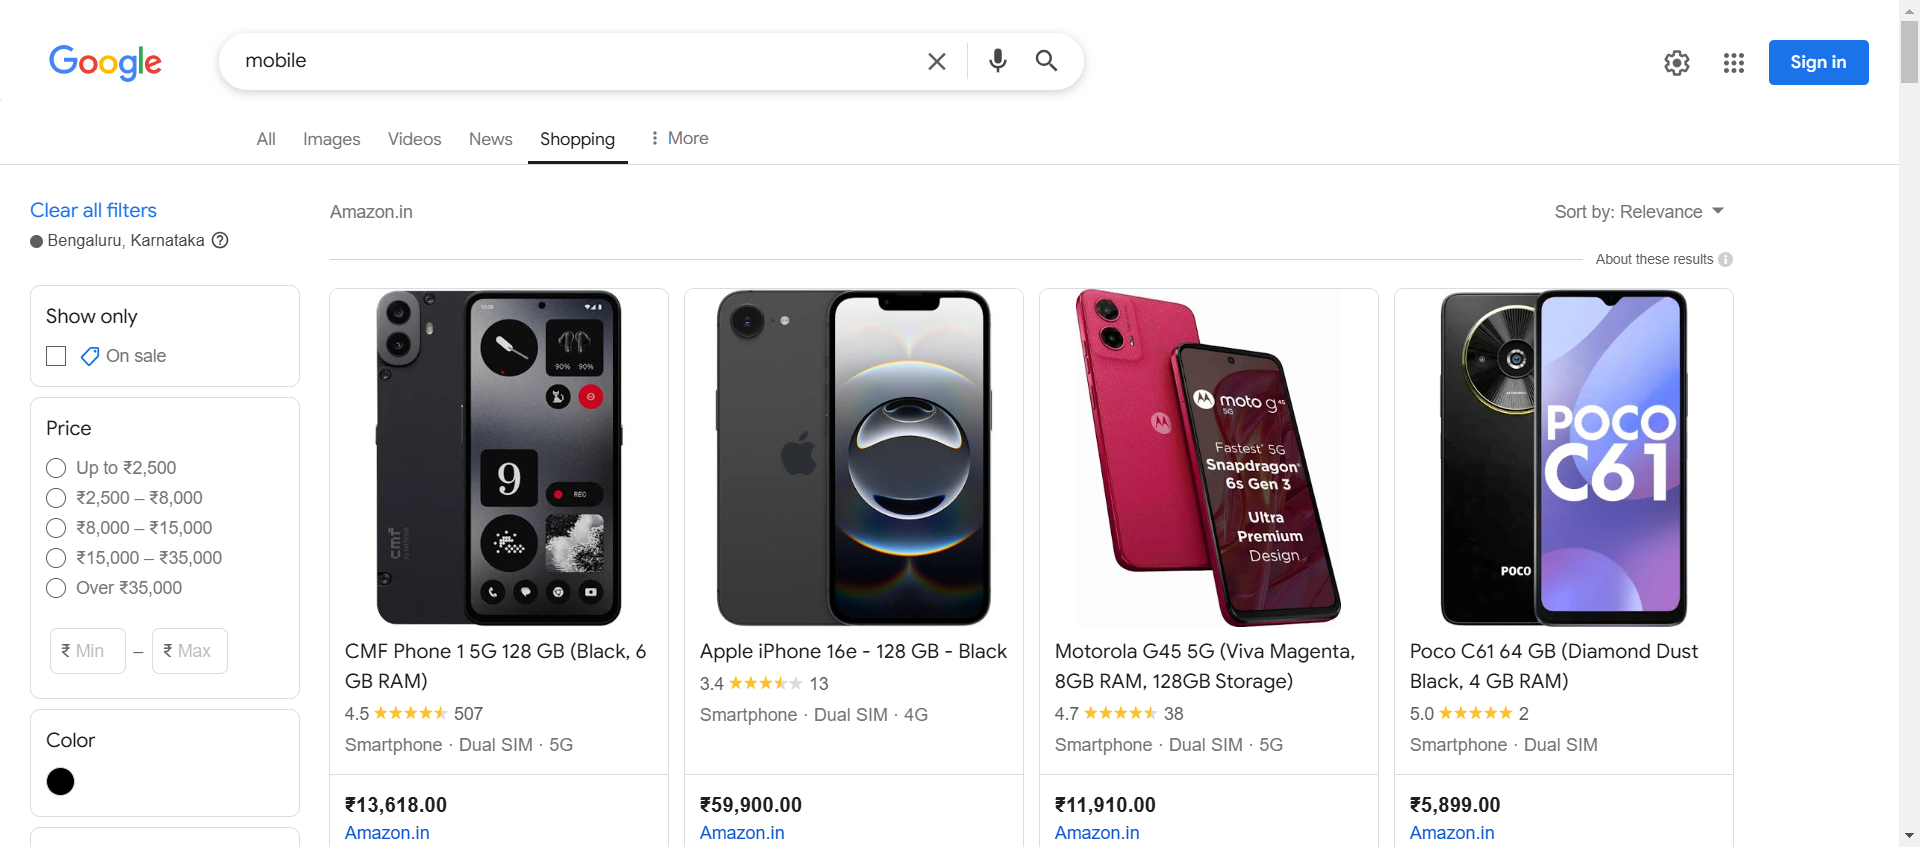 Google
mobile
Sign in
All Images Videos News Shopping More
Clear all filters
Bengaluru, Karnataka
Amazon.in
Sort by: Relevance
About these results
Show only
On sale
Price
Up to ₹2,500
₹2,500 – ₹8,000
₹8,000 – ₹15,000
₹15,000 – ₹35,000
Over ₹35,000
₹ Min – ₹ Max
Color
90% 90%
9
REC
cmf
CMF Phone 1 5G 128 GB (Black, 6
GB RAM)
4.5 507
Smartphone · Dual SIM · 5G
₹13,618.00
Amazon.in
Apple iPhone 16e - 128 GB - Black
3.4 13
Smartphone · Dual SIM · 4G
₹59,900.00
Amazon.in
moto g45
5G
Fastest* 5G
Snapdragon®
6s Gen 3
Ultra
Premium
Design
Motorola G45 5G (Viva Magenta,
8GB RAM, 128GB Storage)
4.7 38
Smartphone · Dual SIM · 5G
₹11,910.00
Amazon.in
POCO
POCO
C61
Poco C61 64 GB (Diamond Dust
Black, 4 GB RAM)
5.0 2
Smartphone · Dual SIM
₹5,899.00
Amazon.in